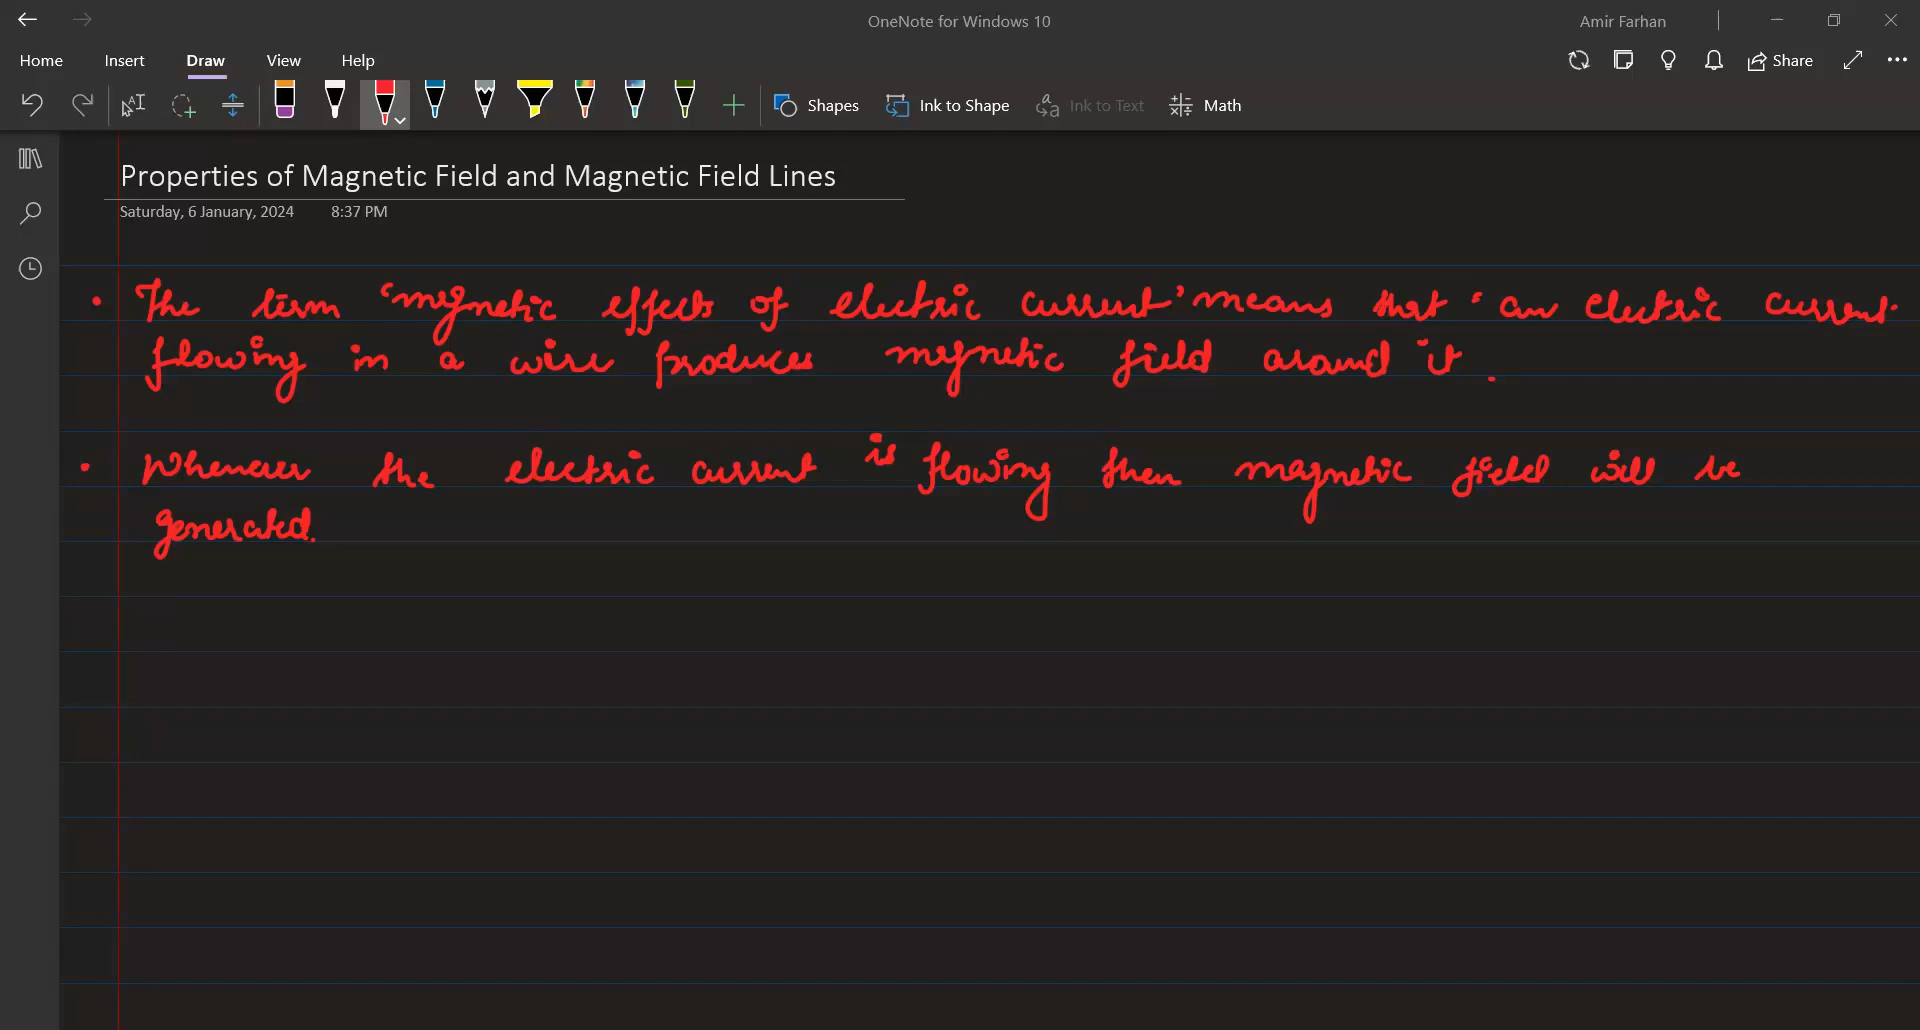 OneNote for Windows 10
Amir Farhan
Home Insert Draw View Help
Share
Shapes Ink to Shape Ink to Text Math
Properties of Magnetic Field and Magnetic Field Lines
Saturday, 6 January, 2024 8:37 PM
• The term 'magnetic effects of electric current' means that ' an electric current
flowing in a wire produces magnetic field around it .
• Whenever the electric current is flowing then magnetic field will be
generated.